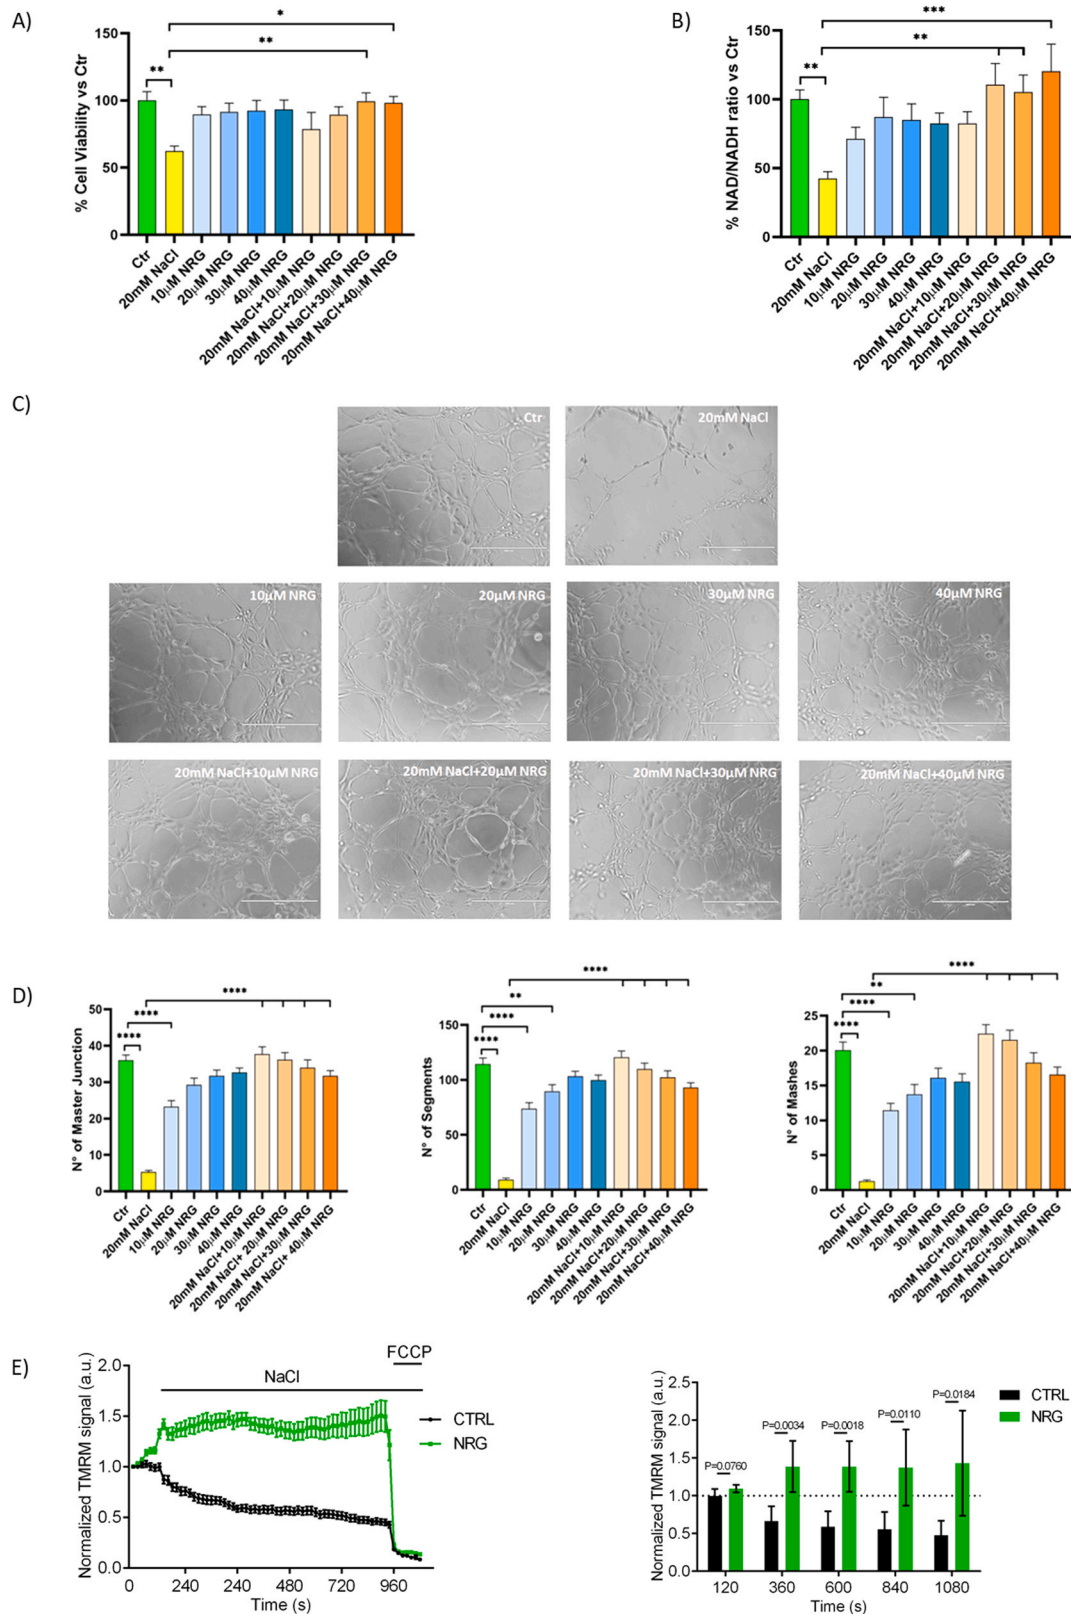 A)
*
**
**
150
100
50
0
% Cell Viability vs Ctr
Ctr
20mM NaCl
10μM NRG
20μM NRG
30μM NRG
40μM NRG
20mM NaCl+10μM NRG
20mM NaCl+20μM NRG
20mM NaCl+30μM NRG
20mM NaCl+40μM NRG
B)
***
**
**
150
100
50
0
% NAD/NADH ratio vs Ctr
Ctr
20mM NaCl
10μM NRG
20μM NRG
30μM NRG
40μM NRG
20mM NaCl+10μM NRG
20mM NaCl+20μM NRG
20mM NaCl+30μM NRG
20mM NaCl+40μM NRG
C)
Ctr
20mM NaCl
10μM NRG
20μM NRG
30μM NRG
40μM NRG
20mM NaCl+10μM NRG
20mM NaCl+20μM NRG
20mM NaCl+30μM NRG
20mM NaCl+40μM NRG
D)
****
****
****
50
40
30
20
10
0
N° of Master Junction
Ctr
20mM NaCl
10μM NRG
20μM NRG
30μM NRG
40μM NRG
20mM NaCl+10μM NRG
20mM NaCl+ 20μM NRG
20mM NaCl+30μM NRG
20mM NaCl+ 40μM NRG
****
**
****
****
150
100
50
0
N° of Segments
Ctr
20mM NaCl
10μM NRG
20μM NRG
30μM NRG
40μM NRG
20mM NaCl+10μM NRG
20mM NaCl+20μM NRG
20mM NaCl+30μM NRG
20mM NaCl+40μM NRG
****
**
****
****
25
20
15
10
5
0
N° of Mashes
Ctr
20mM NaCl
10μM NRG
20μM NRG
30μM NRG
40μM NRG
20mM NaCl+10μM NRG
20mM NaCl+20μM NRG
20mM NaCl+30μM NRG
20mM NaCl+40μM NRG
E)
FCCP
NaCl
CTRL
NRG
2.0
1.5
1.0
0.5
0.0
Normalized TMRM signal (a.u.)
0 240 240 480 720 960
Time (s)
2.5
2.0
1.5
1.0
0.5
0.0
Normalized TMRM signal (a.u.)
P=0.0760
P=0.0034
P=0.0018
P=0.0110
P=0.0184
CTRL
NRG
120 360 600 840 1080
Time (s)